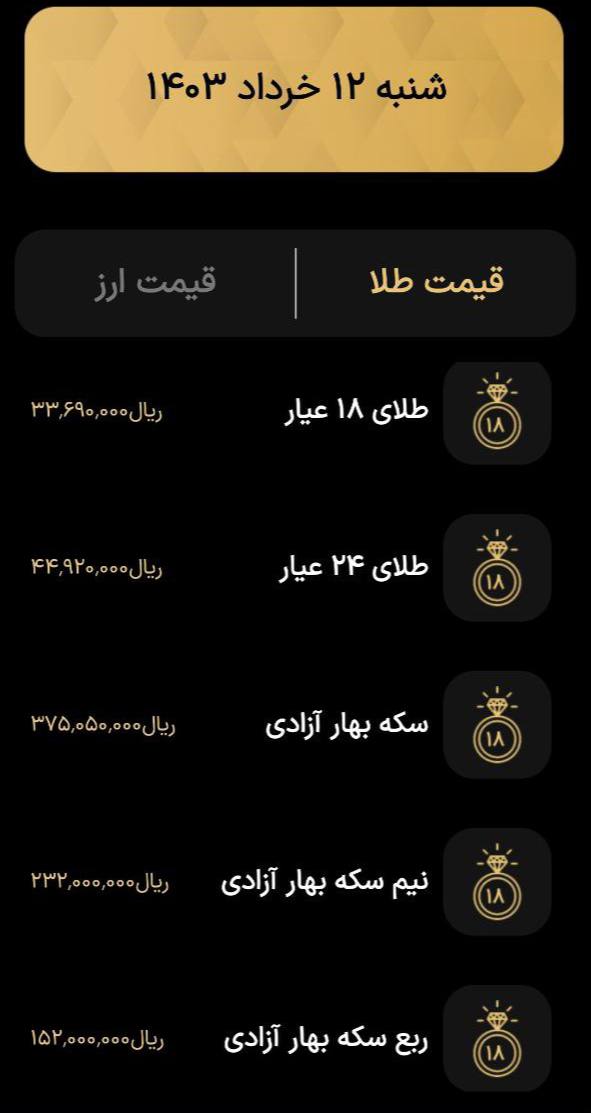 شنبه ۱۲ خرداد ۱۴۰۳
قیمت طلا
قیمت ارز
۱۸
طلای ۱۸ عیار
ریال۳۳,۶۹۰,۰۰۰
۱۸
طلای ۲۴ عیار
ریال۴۴,۹۲۰,۰۰۰
۱۸
سکه بهار آزادی
ریال۳۷۵,۰۵۰,۰۰۰
۱۸
نیم سکه بهار آزادی
ریال۲۳۲,۰۰۰,۰۰۰
۱۸
ربع سکه بهار آزادی
ریال۱۵۲,۰۰۰,۰۰۰